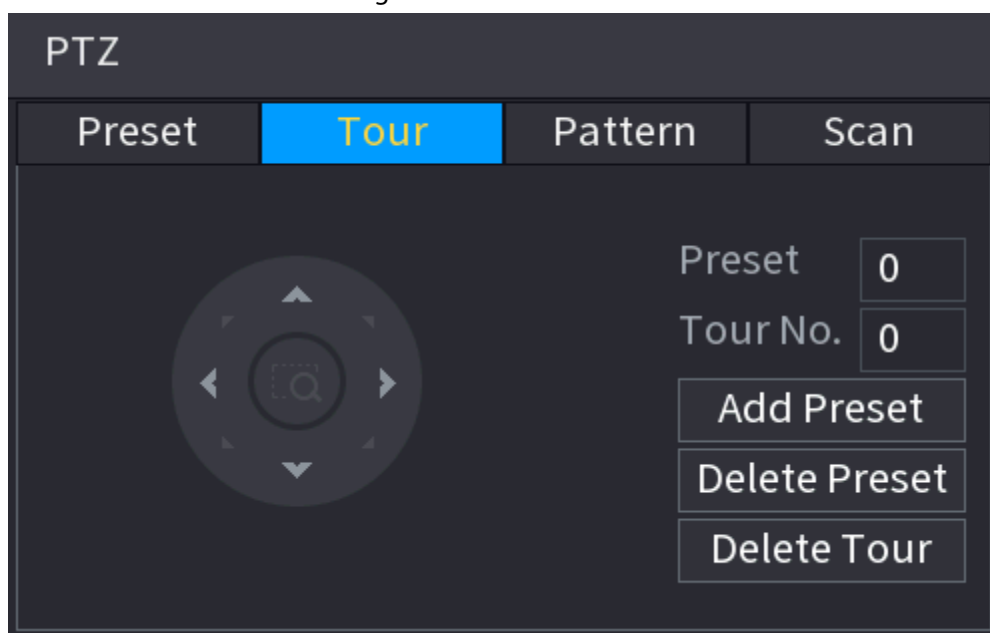 PTZ
Preset Tour Pattern Scan
Preset 0
Tour No. 0
Add Preset
Delete Preset
Delete Tour